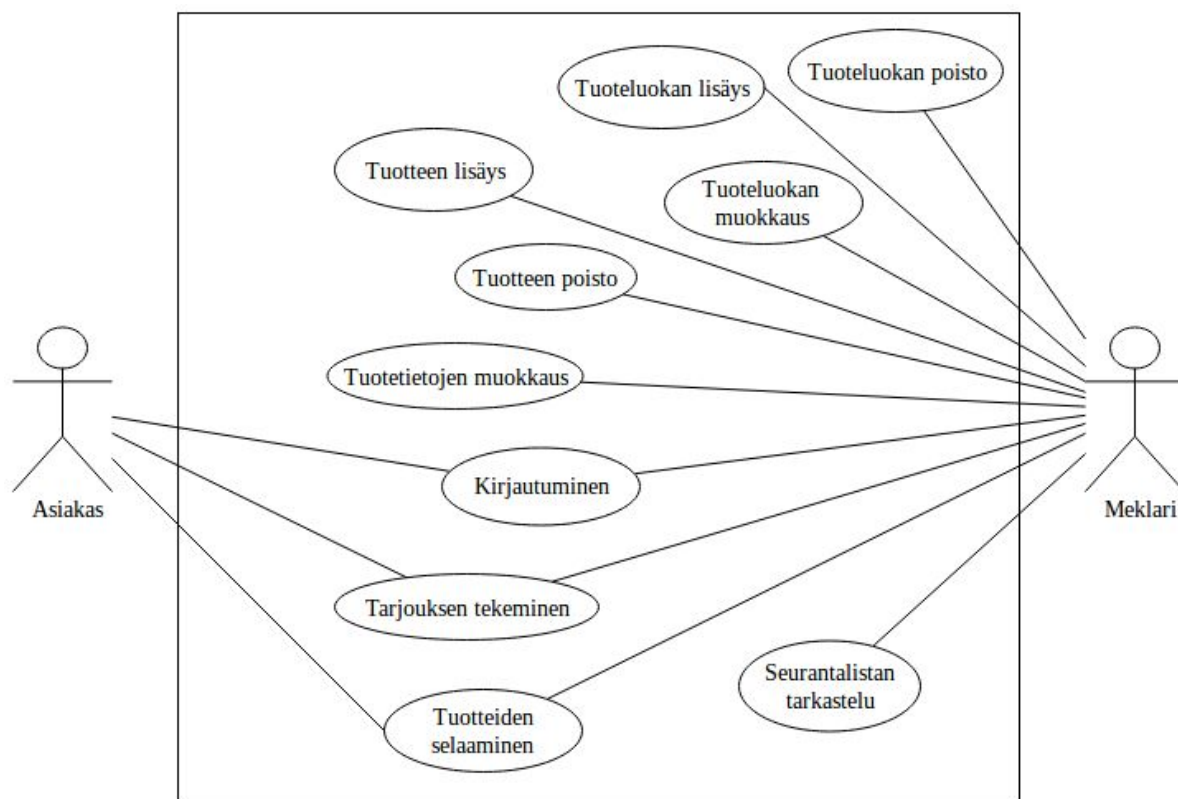 Tuoteluokan poisto
Tuoteluokan lisäys
Tuotteen lisäys
Tuoteluokan
muokkaus
Tuotteen poisto
Tuotetietojen muokkaus
Kirjautuminen
Asiakas
Meklari
Tarjouksen tekeminen
Seurantalistan
tarkastelu
Tuotteiden
selaaminen